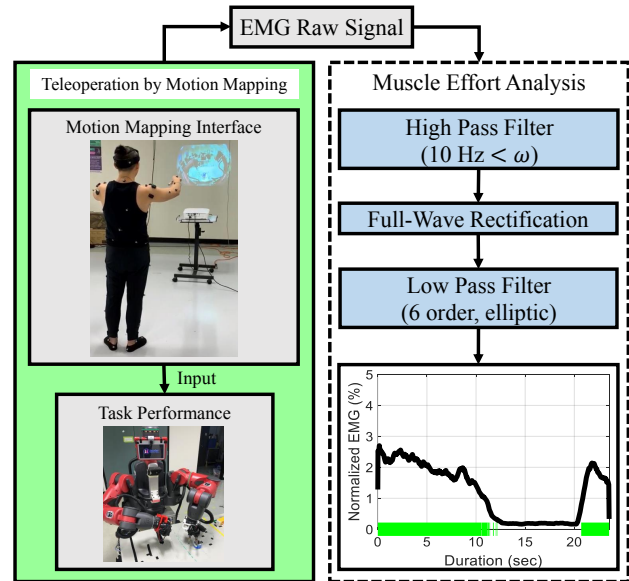 EMG Raw Signal
Teleoperation by Motion Mapping
Motion Mapping Interface
Input
Task Performance
Muscle Effort Analysis
High Pass Filter
(10 Hz < ω)
Full-Wave Rectification
Low Pass Filter
(6 order, elliptic)
Normalized EMG (%)
5
4
3
2
1
0
0 5 10 15 20
Duration (sec)